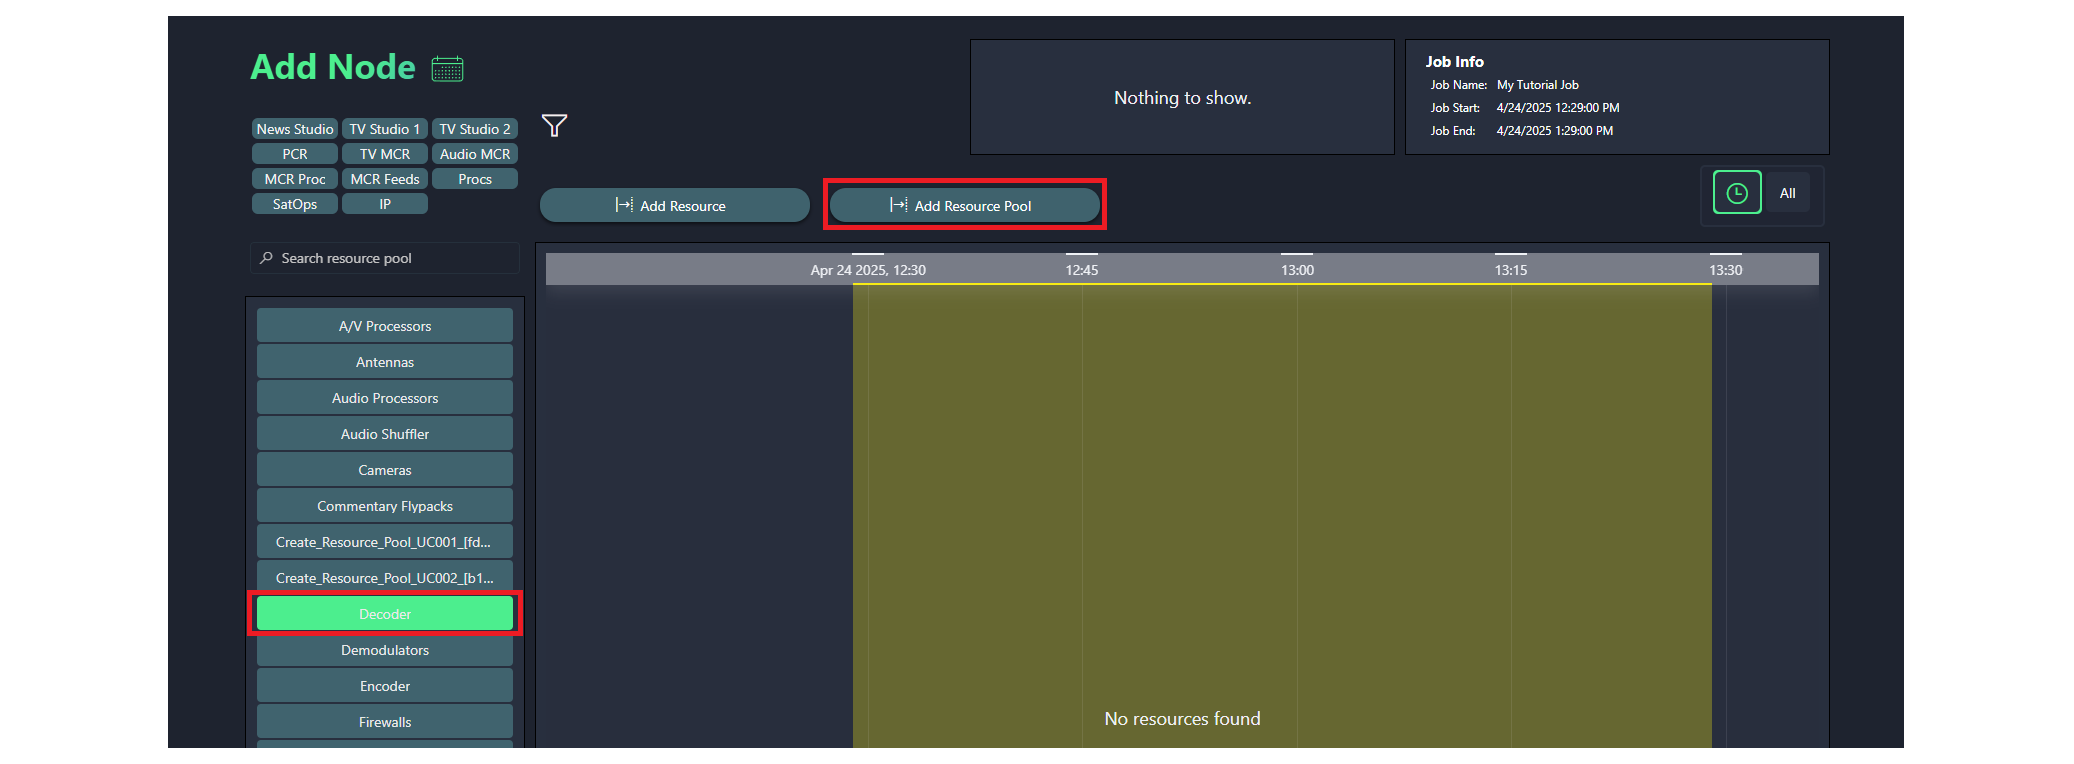 Add Node
Nothing to show.
Job Info
Job Name: My Tutorial Job
Job Start: 4/24/2025 12:29:00 PM
Job End: 4/24/2025 1:29:00 PM
News Studio TV Studio 1 TV Studio 2
PCR TV MCR Audio MCR
MCR Proc MCR Feeds Procs
SatOps IP
Add Resource Add Resource Pool
All
Search resource pool
Apr 24 2025, 12:30 12:45 13:00 13:15 13:30
A/V Processors
Antennas
Audio Processors
Audio Shuffler
Cameras
Commentary Flypacks
Create_Resource_Pool_UC001_[fd...
Create_Resource_Pool_UC002_[b1...
Decoder
Demodulators
Encoder
Firewalls
No resources found